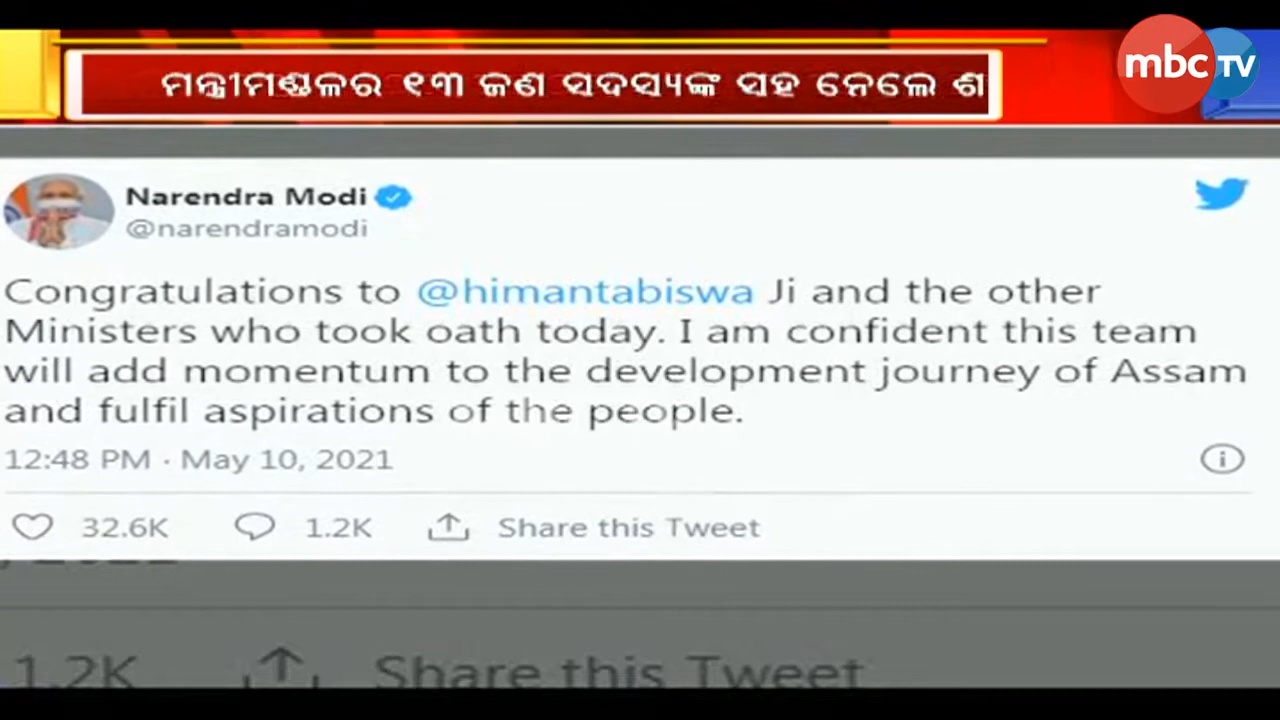 ମନ୍ତ୍ରୀମଣ୍ଡଳର ୧୩ ଜଣ ସଦସ୍ୟଙ୍କ ସହ ନେଲେ ଶ
mbc TV
Narendra Modi
@narendramodi
Congratulations to @himantabiswa Ji and the other
Ministers who took oath today. I am confident this team
will add momentum to the development journey of Assam
and fulfil aspirations of the people.
12:48 PM · May 10, 2021
32.6K 1.2K Share this Tweet
1.2K Share this Tweet